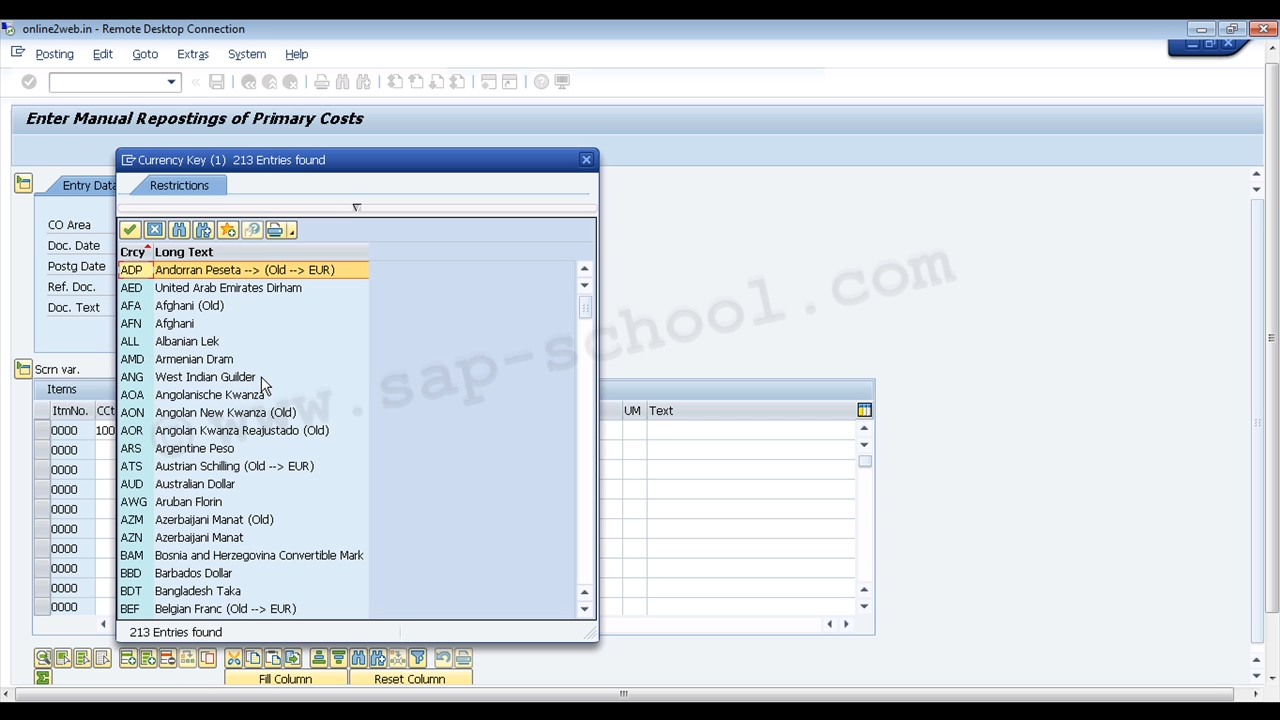 online2web.in - Remote Desktop Connection
Posting Edit Goto Extras System Help
Enter Manual Repostings of Primary Costs
Currency Key (1) 213 Entries found
Restrictions
Entry Data
CO Area
Doc. Date
Postg Date
Ref. Doc.
Doc. Text
Crcy Long Text
ADP Andorran Peseta --> (Old --> EUR)
AED United Arab Emirates Dirham
AFA Afghani (Old)
AFN Afghani
ALL Albanian Lek
AMD Armenian Dram
ANG West Indian Guilder
AOA Angolanische Kwanza
AON Angolan New Kwanza (Old)
AOR Angolan Kwanza Reajustado (Old)
ARS Argentine Peso
ATS Austrian Schilling (Old --> EUR)
AUD Australian Dollar
AWG Aruban Florin
AZM Azerbaijani Manat (Old)
AZN Azerbaijani Manat
BAM Bosnia and Herzegovina Convertible Mark
BBD Barbados Dollar
BDT Bangladesh Taka
BEF Belgian Franc (Old --> EUR)
213 Entries found
Scrn var.
Items
ItmNo. CCt UM Text
0000 100
0000
0000
0000
0000
0000
0000
0000
0000
0000
Fill Column Reset Column
© www.sap-school.com